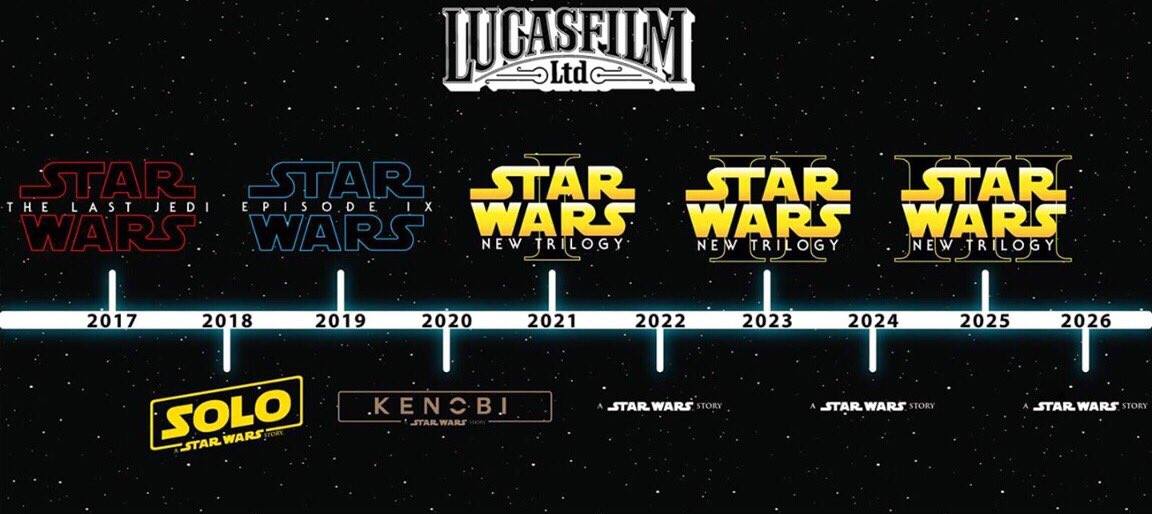 LUCASFILM
Ltd
STAR
THE LAST JEDI
WARS
STAR
EPISODE IX
WARS
I
STAR
WARS
NEW TRILOGY
II
STAR
WARS
NEW TRILOGY
III
STAR
WARS
NEW TRILOGY
2017 2018 2019 2020 2021 2022 2023 2024 2025 2026
SOLO
A STAR WARS STORY
KENOBI
A STAR WARS STORY
A STAR WARS STORY
A STAR WARS STORY
A STAR WARS STORY